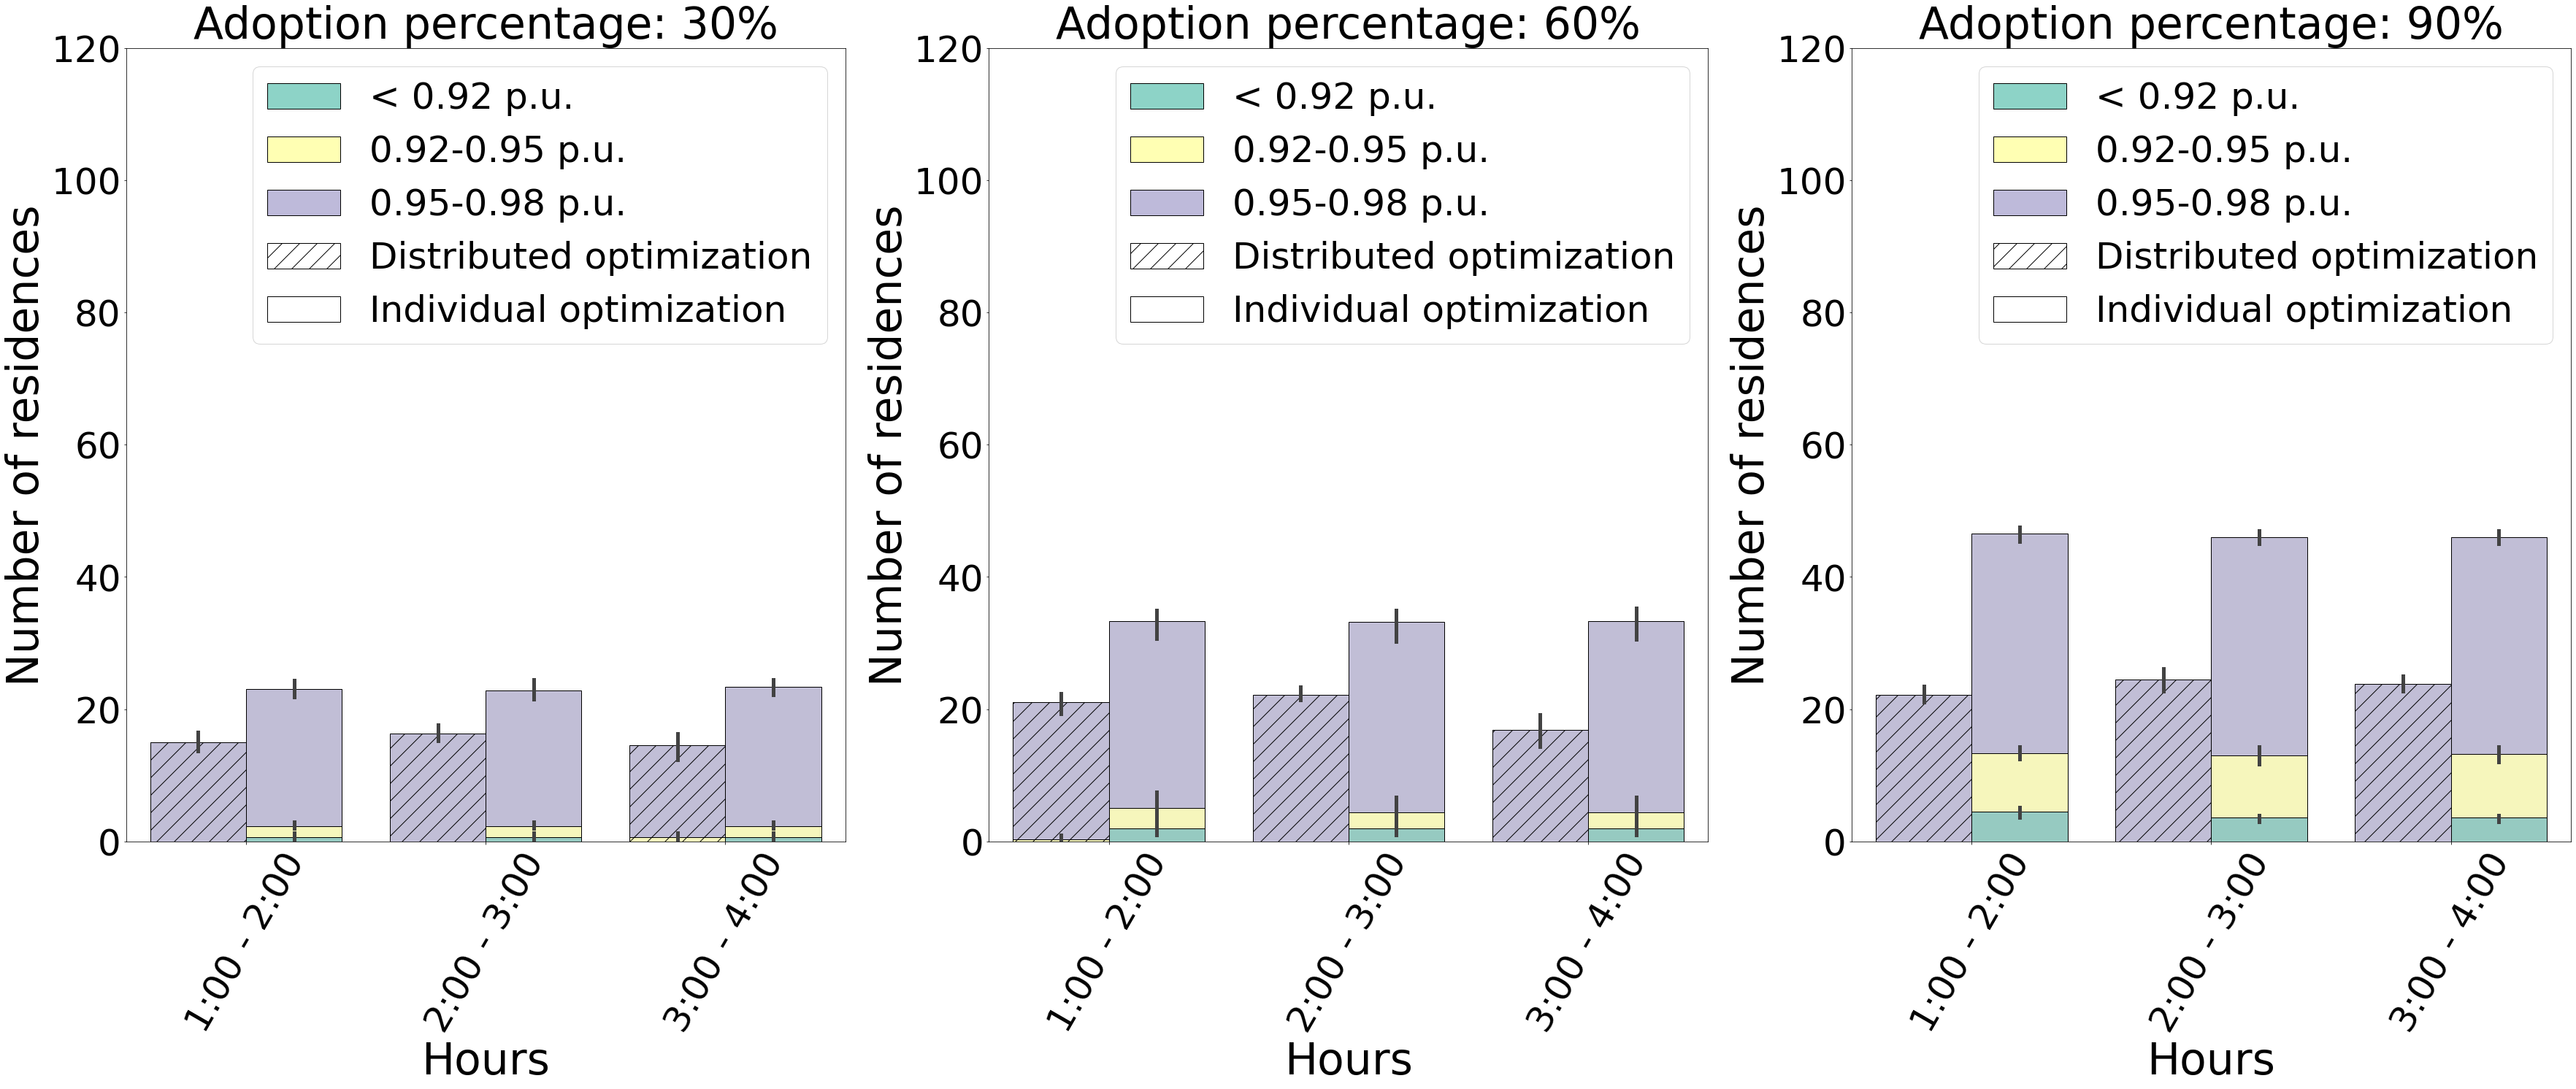 Adoption percentage: 30%
120
100
80
60
40
20
0
Number of residences
< 0.92 p.u.
0.92-0.95 p.u.
0.95-0.98 p.u.
Distributed optimization
Individual optimization
1:00 - 2:00
2:00 - 3:00
3:00 - 4:00
Hours
Adoption percentage: 60%
120
100
80
60
40
20
0
Number of residences
< 0.92 p.u.
0.92-0.95 p.u.
0.95-0.98 p.u.
Distributed optimization
Individual optimization
1:00 - 2:00
2:00 - 3:00
3:00 - 4:00
Hours
Adoption percentage: 90%
120
100
80
60
40
20
0
Number of residences
< 0.92 p.u.
0.92-0.95 p.u.
0.95-0.98 p.u.
Distributed optimization
Individual optimization
1:00 - 2:00
2:00 - 3:00
3:00 - 4:00
Hours